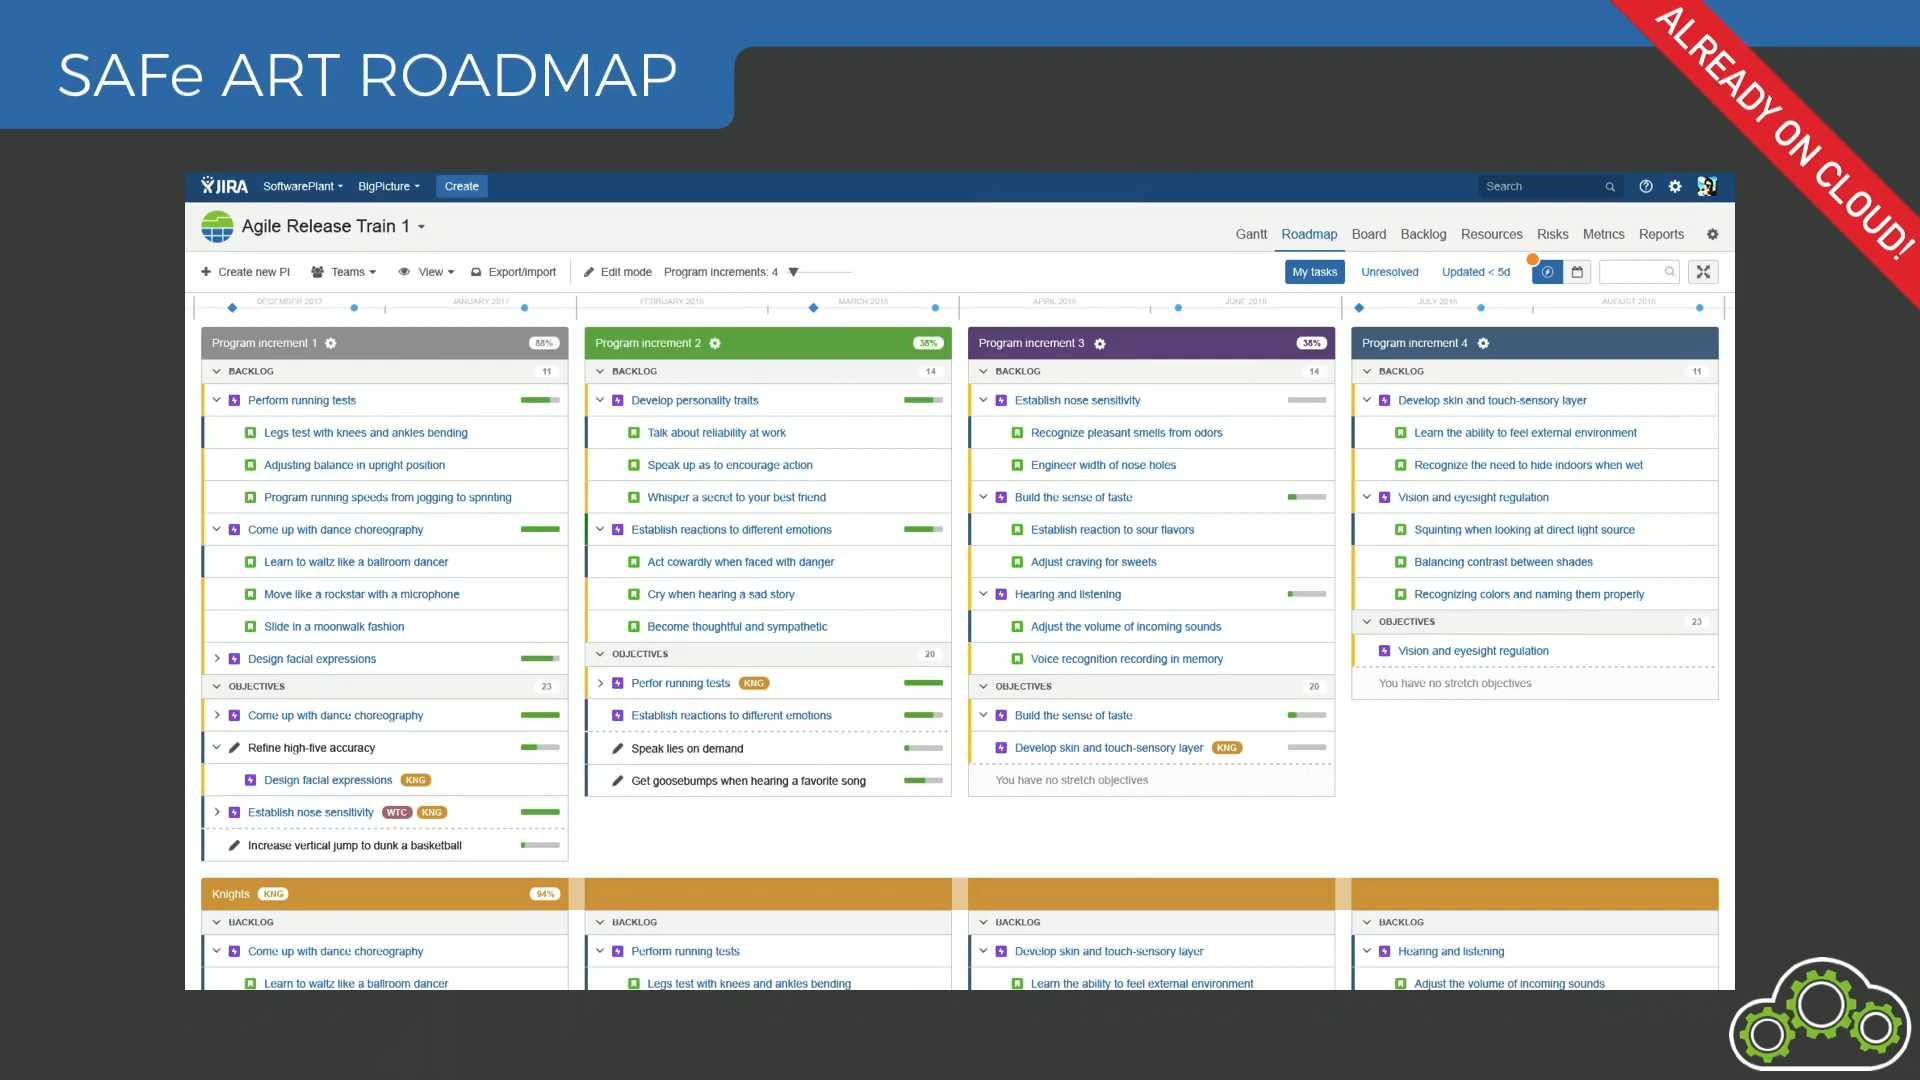 SAFe ART ROADMAP
ALREADY ON CLOUD!
JIRA SoftwarePlant BigPicture Create Search
Agile Release Train 1
Gantt Roadmap Board Backlog Resources Risks Metrics Reports
Create new PI Teams View Export/import Edit mode Program increments: 4 My tasks Unresolved Updated < 5d
DECEMBER 2017 JANUARY 2017 FEBRUARY 2016 MARCH 2016 APRIL 2016 JUNE 2016 JULY 2016 AUGUST 2016
Program increment 1 88%
BACKLOG 11
Perform running tests
Legs test with knees and ankles bending
Adjusting balance in upright position
Program running speeds from jogging to sprinting
Come up with dance choreography
Learn to waltz like a ballroom dancer
Move like a rockstar with a microphone
Slide in a moonwalk fashion
Design facial expressions
OBJECTIVES 23
Come up with dance choreography
Refine high-five accuracy
Design facial expressions KNG
Establish nose sensitivity WTC KNG
Increase vertical jump to dunk a basketball
Program increment 2 38%
BACKLOG 14
Develop personality traits
Talk about reliability at work
Speak up as to encourage action
Whisper a secret to your best friend
Establish reactions to different emotions
Act cowardly when faced with danger
Cry when hearing a sad story
Become thoughtful and sympathetic
OBJECTIVES 20
Perfor running tests KNG
Establish reactions to different emotions
Speak lies on demand
Get goosebumps when hearing a favorite song
Program increment 3 38%
BACKLOG 14
Establish nose sensitivity
Recognize pleasant smells from odors
Engineer width of nose holes
Build the sense of taste
Establish reaction to sour flavors
Adjust craving for sweets
Hearing and listening
Adjust the volume of incoming sounds
Voice recognition recording in memory
OBJECTIVES 20
Build the sense of taste
Develop skin and touch-sensory layer KNG
You have no stretch objectives
Program increment 4
BACKLOG 11
Develop skin and touch-sensory layer
Learn the ability to feel external environment
Recognize the need to hide indoors when wet
Vision and eyesight regulation
Squinting when looking at direct light source
Balancing contrast between shades
Recognizing colors and naming them properly
OBJECTIVES 23
Vision and eyesight regulation
You have no stretch objectives
Knights KNG 94%
BACKLOG
Come up with dance choreography
Learn to waltz like a ballroom dancer
BACKLOG
Perform running tests
Legs test with knees and ankles bending
BACKLOG
Develop skin and touch-sensory layer
Learn the ability to feel external environment
BACKLOG
Hearing and listening
Adjust the volume of incoming sounds